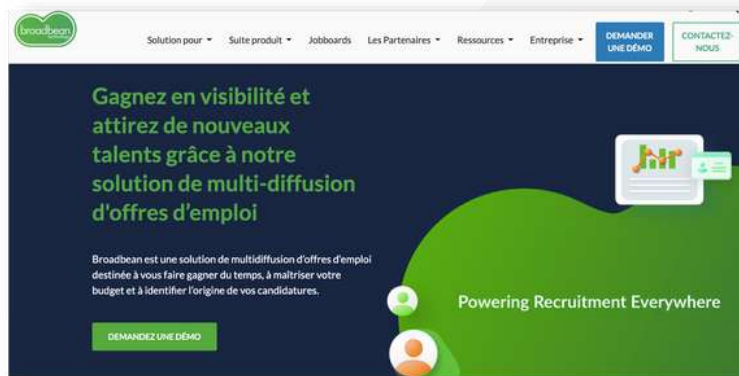 broadbean
technology
Solution pour
Suite produit
Jobboards
Les Partenaires
Ressources
Entreprise
DEMANDER
UNE DÉMO
CONTACTEZ-
NOUS
Gagnez en visibilité et
attirez de nouveaux
talents grâce à notre
solution de multi-diffusion
d'offres d’emploi
Broadbean est une solution de multidiffusion d’offres d’emploi
destinée à vous faire gagner du temps, à maîtriser votre
budget et à identifier l’origine de vos candidatures.
Powering Recruitment Everywhere
DEMANDEZ UNE DÉMO